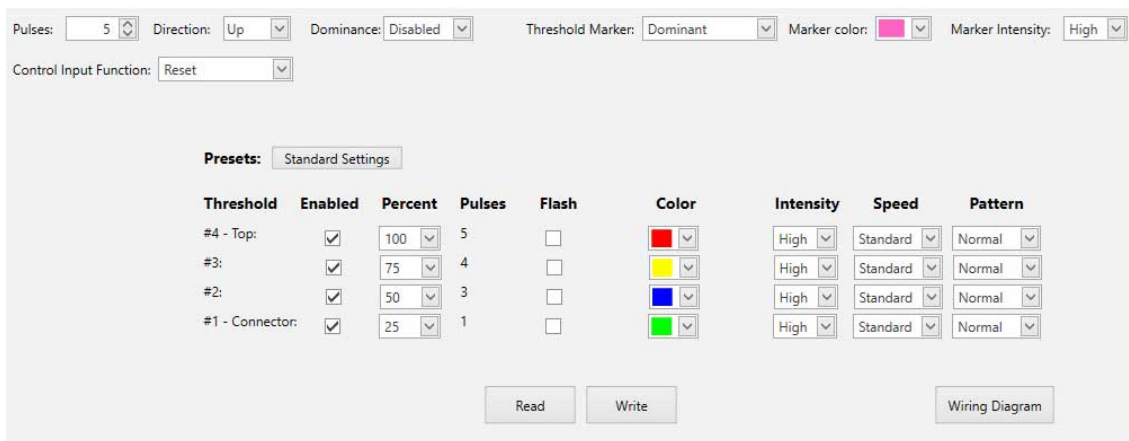 Pulses: 5 Direction: Up Dominance: Disabled Threshold Marker: Dominant Marker color: Marker Intensity: High
Control Input Function: Reset
Presets: Standard Settings
Threshold Enabled Percent Pulses Flash Color Intensity Speed Pattern
#4 - Top: 100 5 High Standard Normal
#3: 75 4 High Standard Normal
#2: 50 3 High Standard Normal
#1 - Connector: 25 1 High Standard Normal
Read Write Wiring Diagram